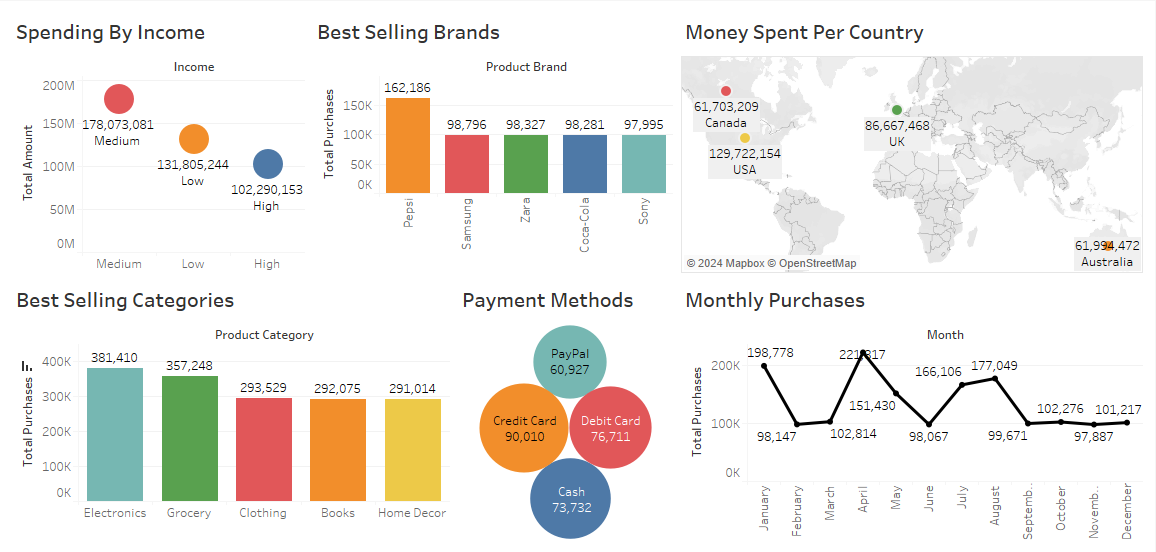 Spending By Income
Income
Total Amount
200M
150M
100M
50M
0M
178,073,081
Medium
131,805,244
Low
102,290,153
High
Medium
Low
High
Best Selling Brands
Product Brand
Total Purchases
150K
100K
50K
0K
162,186
98,796
98,327
98,281
97,995
Pepsi
Samsung
Zara
Coca-Cola
Sony
Money Spent Per Country
61,703,209
Canada
86,667,468
UK
129,722,154
USA
61,994,472
Australia
© 2024 Mapbox © OpenStreetMap
Best Selling Categories
Product Category
Total Purchases
400K
300K
200K
100K
0K
381,410
357,248
293,529
292,075
291,014
Electronics
Grocery
Clothing
Books
Home Decor
Payment Methods
PayPal
60,927
Credit Card
90,010
Debit Card
76,711
Cash
73,732
Monthly Purchases
Month
Total Purchases
200K
100K
0K
198,778
98,147
102,814
151,430
98,067
166,106
177,049
99,671
102,276
97,887
101,217
January
February
March
April
May
June
July
August
Septemb..
October
Novemb..
December